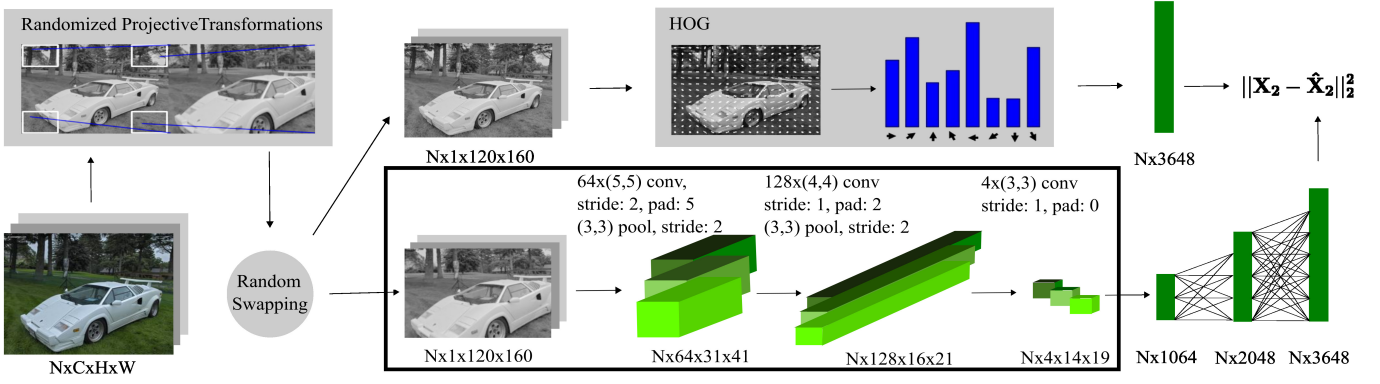 Randomized ProjectiveTransformations
HOG
||X₂ − X̂₂||²₂
Nx1x120x160
Nx3648
64x(5,5) conv,
stride: 2, pad: 5
(3,3) pool, stride: 2
128x(4,4) conv
stride: 1, pad: 2
(3,3) pool, stride: 2
4x(3,3) conv
stride: 1, pad: 0
Random
Swapping
NxCxHxW
Nx1x120x160
Nx64x31x41
Nx128x16x21
Nx4x14x19
Nx1064
Nx2048
Nx3648